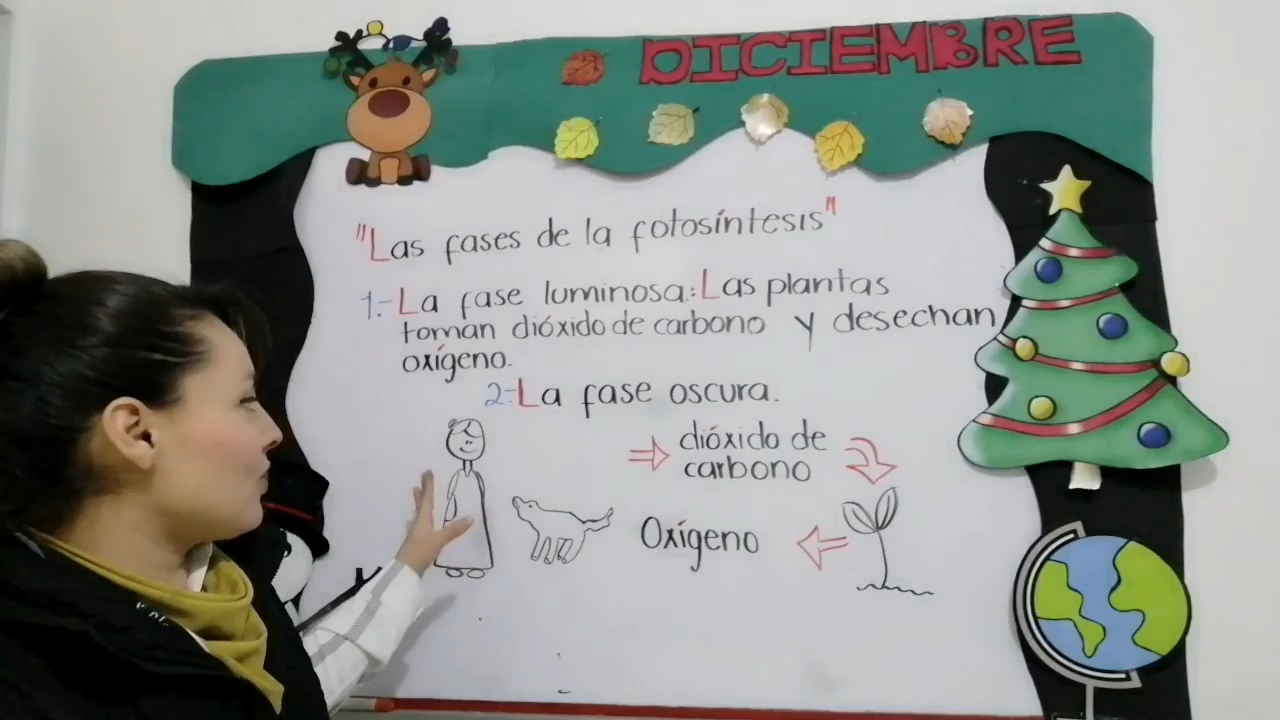 DICIEMBRE
"Las fases de la fotosíntesis"
1.- La fase luminosa.: Las plantas
toman dióxido de carbono y desechan
oxígeno.
2.- La fase oscura.
⇒ dióxido de
carbono
Oxígeno ⇐